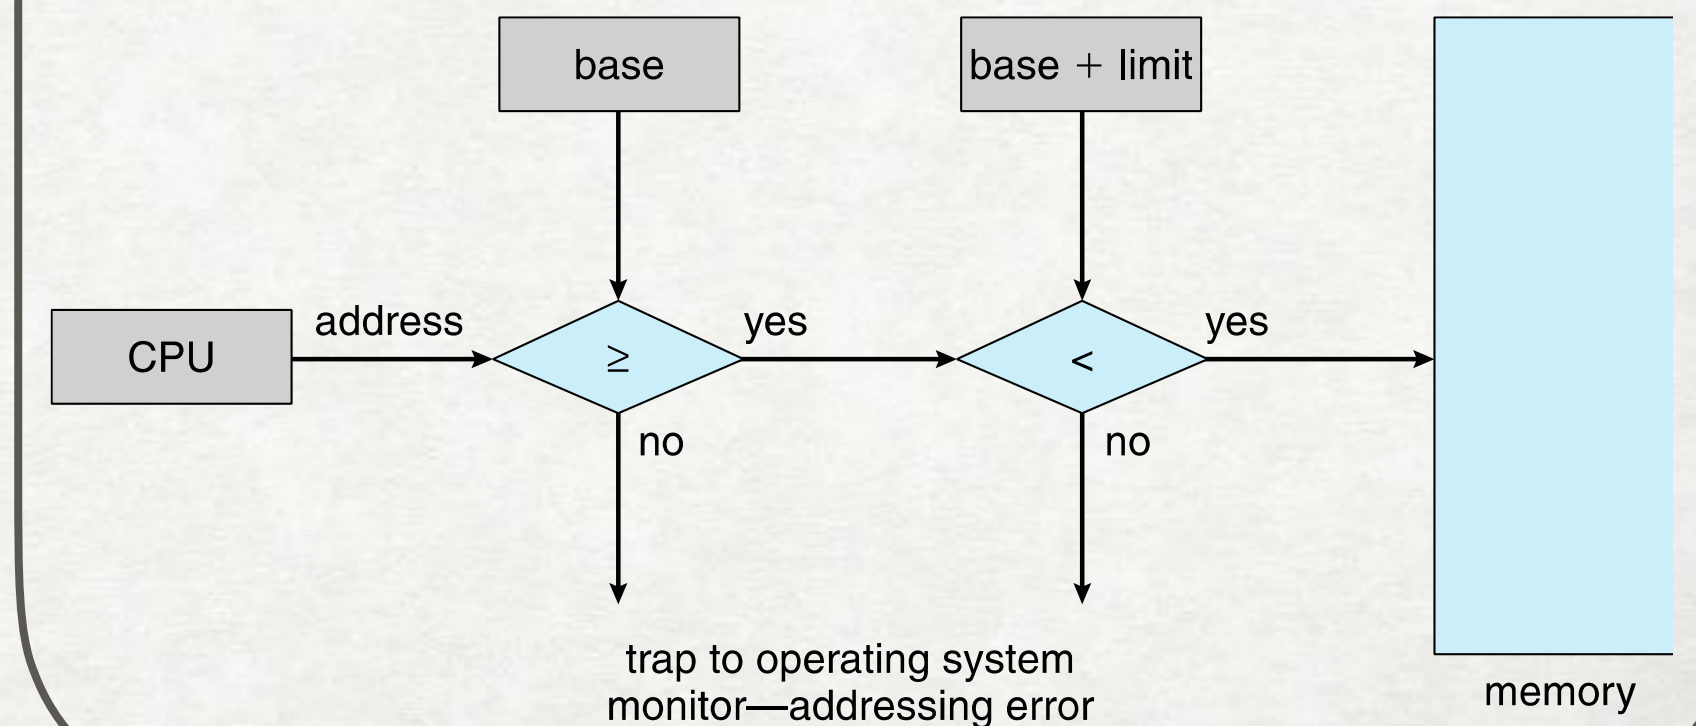 base
base + limit
CPU
address
≥
yes
<
yes
no
no
trap to operating system
monitor—addressing error
memory